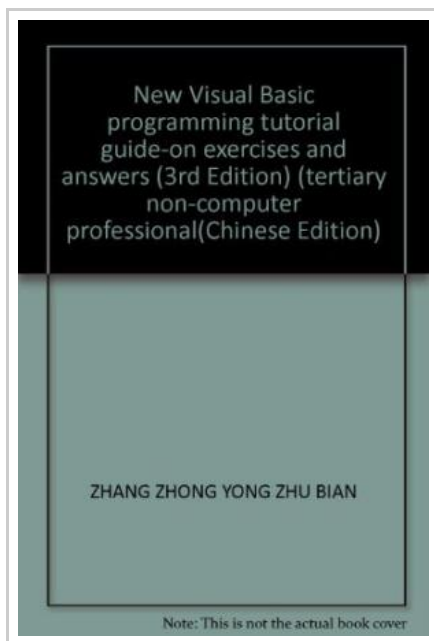 New Visual Basic
programming tutorial
guide-on exercises and
answers (3rd Edition) (tertiary
non-computer
professional(Chinese Edition)
ZHANG ZHONG YONG ZHU BIAN
Note: This is not the actual book cover